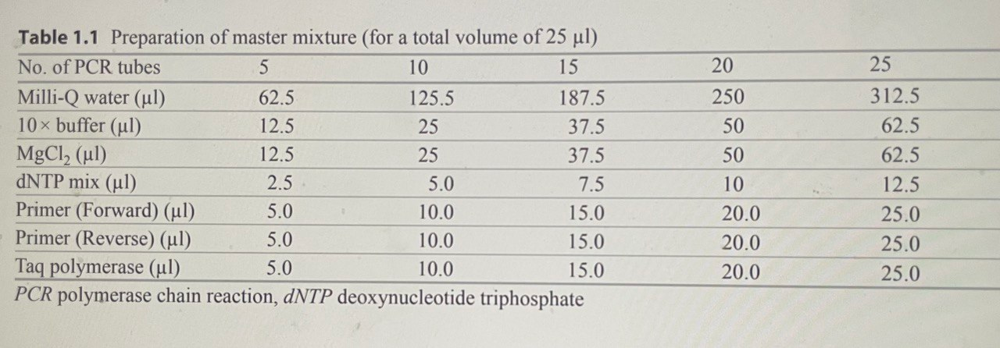 Table 1.1 Preparation of master mixture (for a total volume of 25 µl)
No. of PCR tubes 5 10 15 20 25
Milli-Q water (µl) 62.5 125.5 187.5 250 312.5
10× buffer (µl) 12.5 25 37.5 50 62.5
MgCl₂ (µl) 12.5 25 37.5 50 62.5
dNTP mix (µl) 2.5 5.0 7.5 10 12.5
Primer (Forward) (µl) 5.0 10.0 15.0 20.0 25.0
Primer (Reverse) (µl) 5.0 10.0 15.0 20.0 25.0
Taq polymerase (µl) 5.0 10.0 15.0 20.0 25.0
PCR polymerase chain reaction, dNTP deoxynucleotide triphosphate